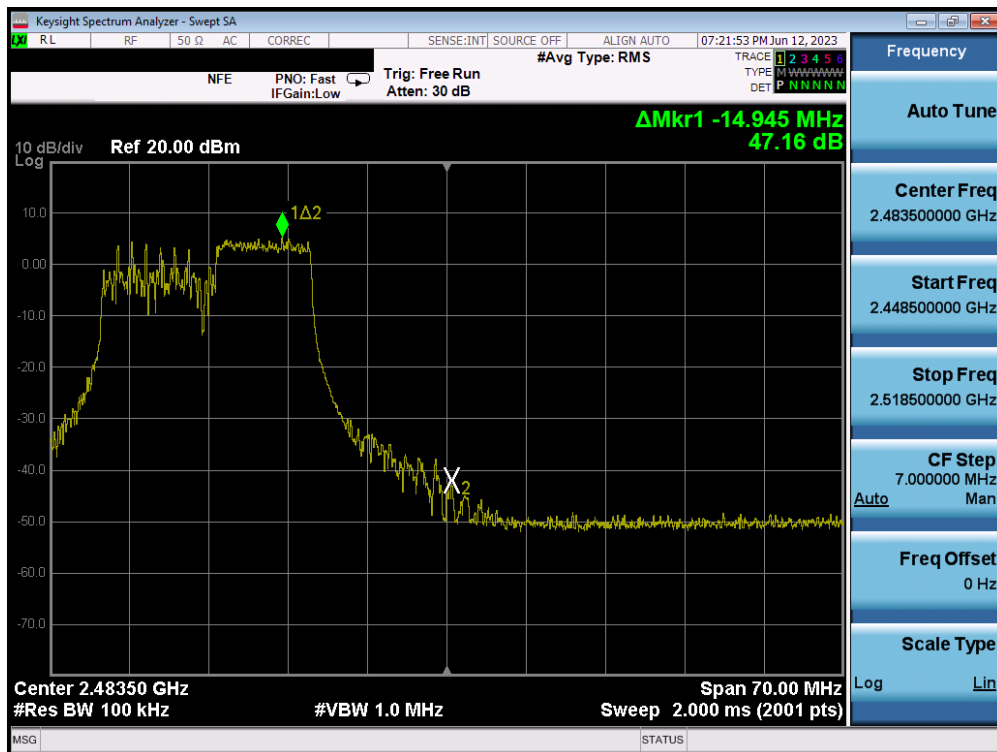 Keysight Spectrum Analyzer - Swept SA
LXI RL RF 50 Ω AC CORREC SENSE:INT SOURCE OFF ALIGN AUTO 07:21:53 PM Jun 12, 2023
Frequency
NFE PNO: Fast Trig: Free Run #Avg Type: RMS TRACE 1 2 3 4 5 6
IFGain:Low Atten: 30 dB TYPE M WWWWW
DET P N N N N N
Auto Tune
ΔMkr1 -14.945 MHz
47.16 dB
10 dB/div Ref 20.00 dBm
Log
10.0
0.00
-10.0
-20.0
-30.0
-40.0
-50.0
-60.0
-70.0
1Δ2
X2
Center Freq
2.483500000 GHz
Start Freq
2.448500000 GHz
Stop Freq
2.518500000 GHz
CF Step
7.000000 MHz
Auto Man
Freq Offset
0 Hz
Scale Type
Log Lin
Center 2.48350 GHz Span 70.00 MHz
#Res BW 100 kHz #VBW 1.0 MHz Sweep 2.000 ms (2001 pts)
MSG STATUS